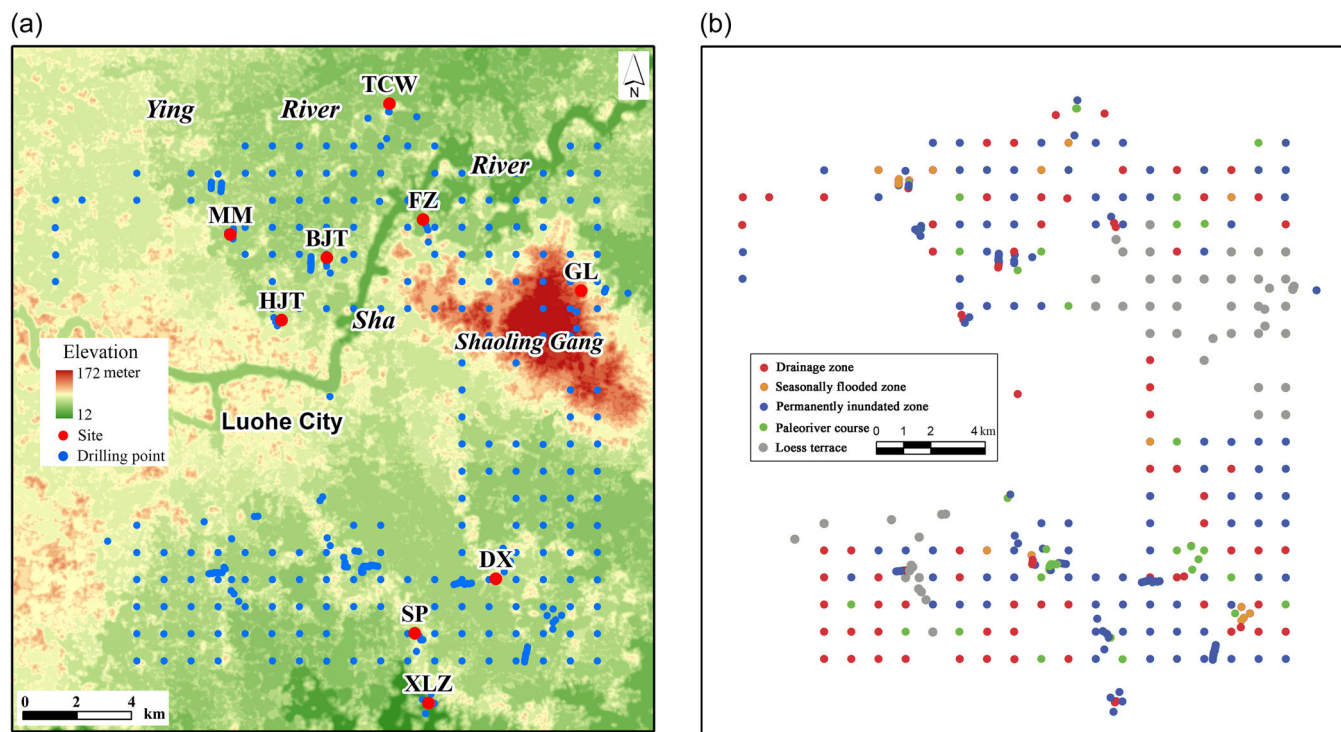 (a)
(b)
N
TCW
Ying River
River
FZ
MM
BJT
GL
HJT
Sha
Shaoling Gang
Elevation
172 meter
12
Site
Drilling point
Luohe City
DX
SP
XLZ
0 2 4
km
Drainage zone
Seasonally flooded zone
Permanently inundated zone
Paleoriver course
Loess terrace
0 2 4 km